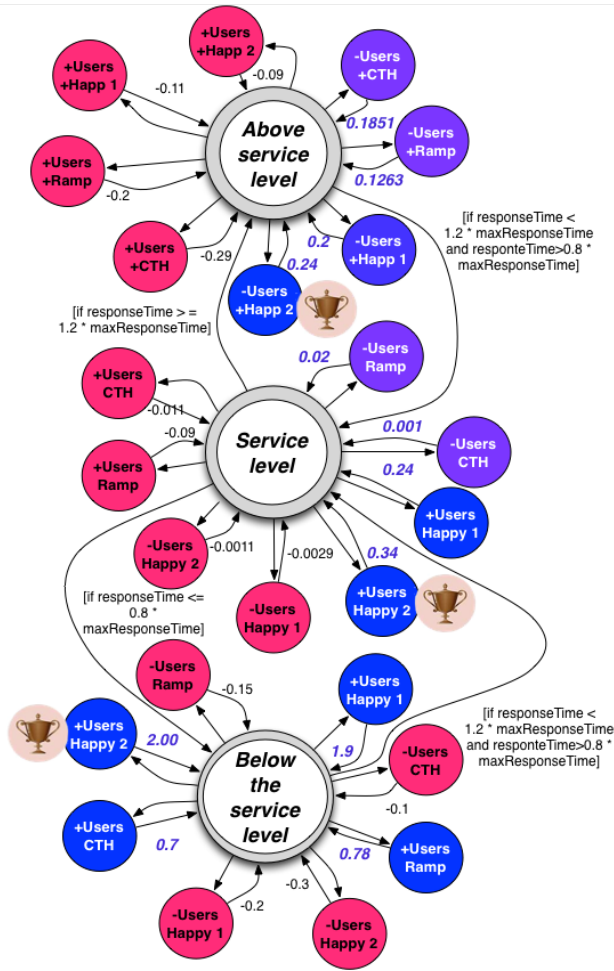 +Users
+Happ 1
-0.11
+Users
+Happ 2
-0.09
-Users
+CTH
0.1851
-Users
+Ramp
0.1263
+Users
+Ramp
-0.2
Above
service
level
+Users
+CTH
-0.29
-Users
+Happ 2
0.24
-Users
+Happ 1
0.2
[if responseTime <
1.2 * maxResponseTime
and responteTime>0.8 *
maxResponseTime]
[if responseTime > =
1.2 * maxResponseTime]
-Users
Ramp
0.02
+Users
CTH
-0.011
+Users
Ramp
-0.09
Service
level
0.001
-Users
CTH
0.24
+Users
Happy 1
-Users
Happy 2
-0.0011
-Users
Happy 1
-0.0029
0.34
+Users
Happy 2
[if responseTime <=
0.8 *
maxResponseTime]
-Users
Ramp
-0.15
+Users
Happy 1
1.9
[if responseTime <
1.2 * maxResponseTime
and responteTime>0.8 *
maxResponseTime]
+Users
Happy 2
2.00
Below
the
service
level
-Users
CTH
-0.1
+Users
CTH
0.7
0.78
+Users
Ramp
-Users
Happy 1
-0.2
-0.3
-Users
Happy 2